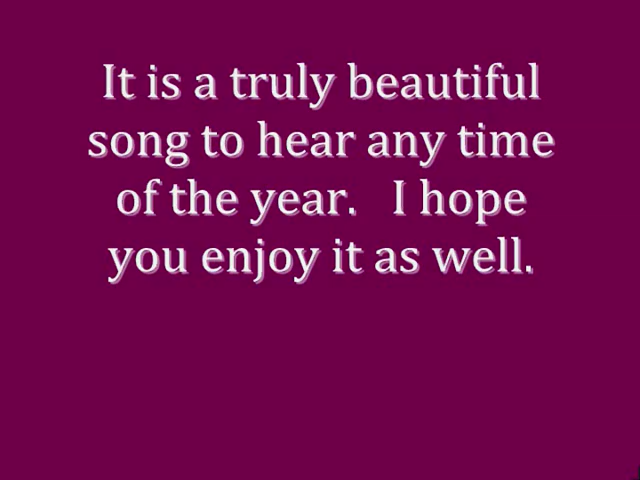 It is a truly beautiful
song to hear any time
of the year.   I hope
you enjoy it as well.